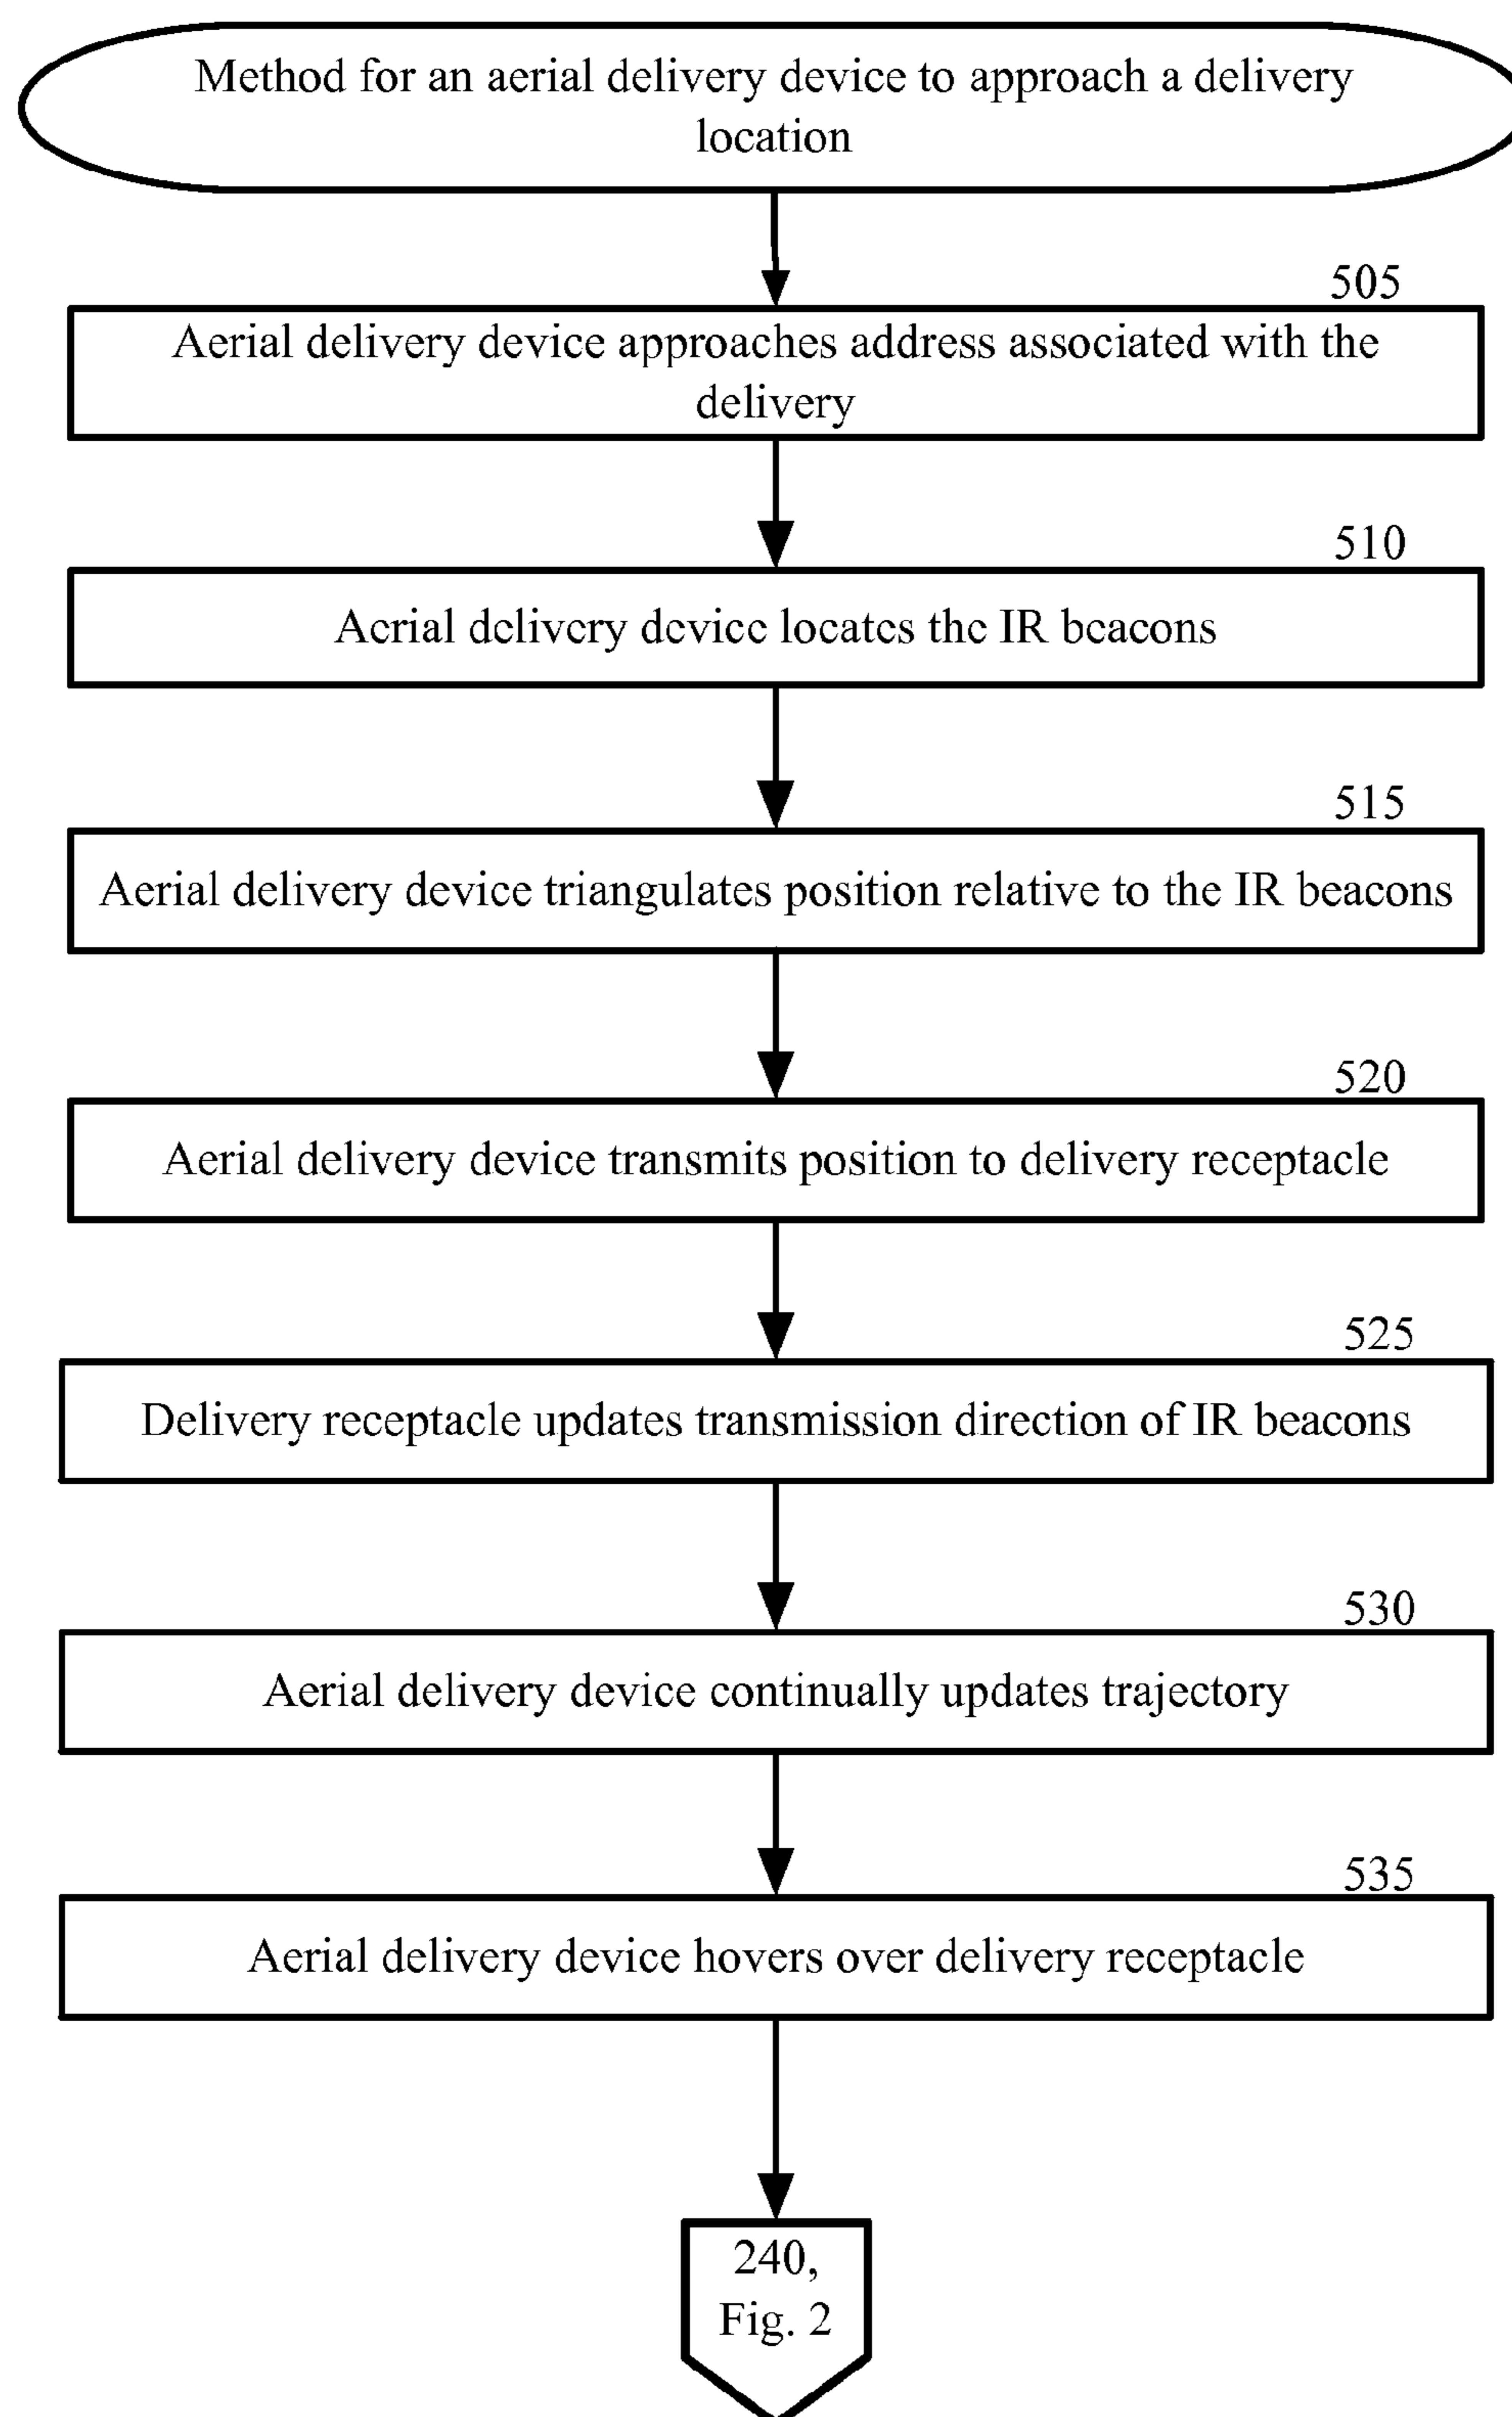 Method for an aerial delivery device to approach a delivery
location
505
Aerial delivery device approaches address associated with the
delivery
510
Aerial delivery device locates the IR beacons
515
Aerial delivery device triangulates position relative to the IR beacons
520
Aerial delivery device transmits position to delivery receptacle
525
Delivery receptacle updates transmission direction of IR beacons
530
Aerial delivery device continually updates trajectory
535
Aerial delivery device hovers over delivery receptacle
240,
Fig. 2